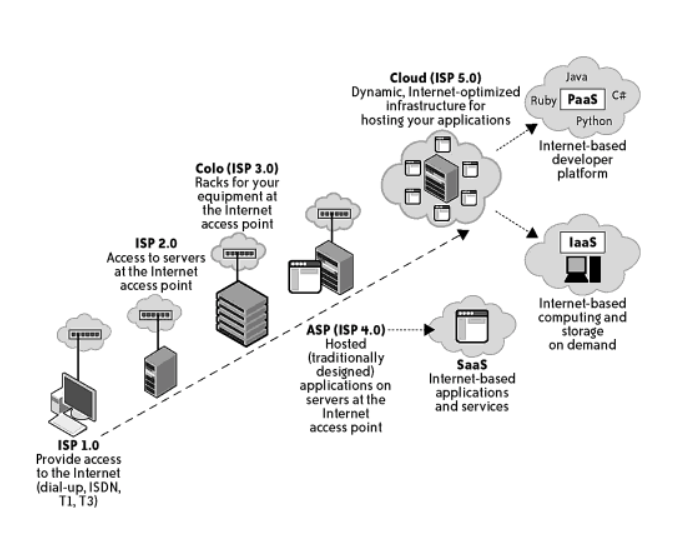 Cloud (ISP 5.0)
Dynamic, Internet-optimized
infrastructure for
hosting your applications
Java
Ruby
PaaS
C#
Python
Internet-based
developer
platform
Colo (ISP 3.0)
Racks for your
equipment at
the Internet
access point
ISP 2.0
Access to servers
at the Internet
access point
IaaS
Internet-based
computing and
storage
on demand
ASP (ISP 4.0)
Hosted
(traditionally
designed)
applications on
servers at the
Internet
access point
SaaS
Internet-based
applications
and services
ISP 1.0
Provide access
to the Internet
(dial-up, ISDN,
T1, T3)